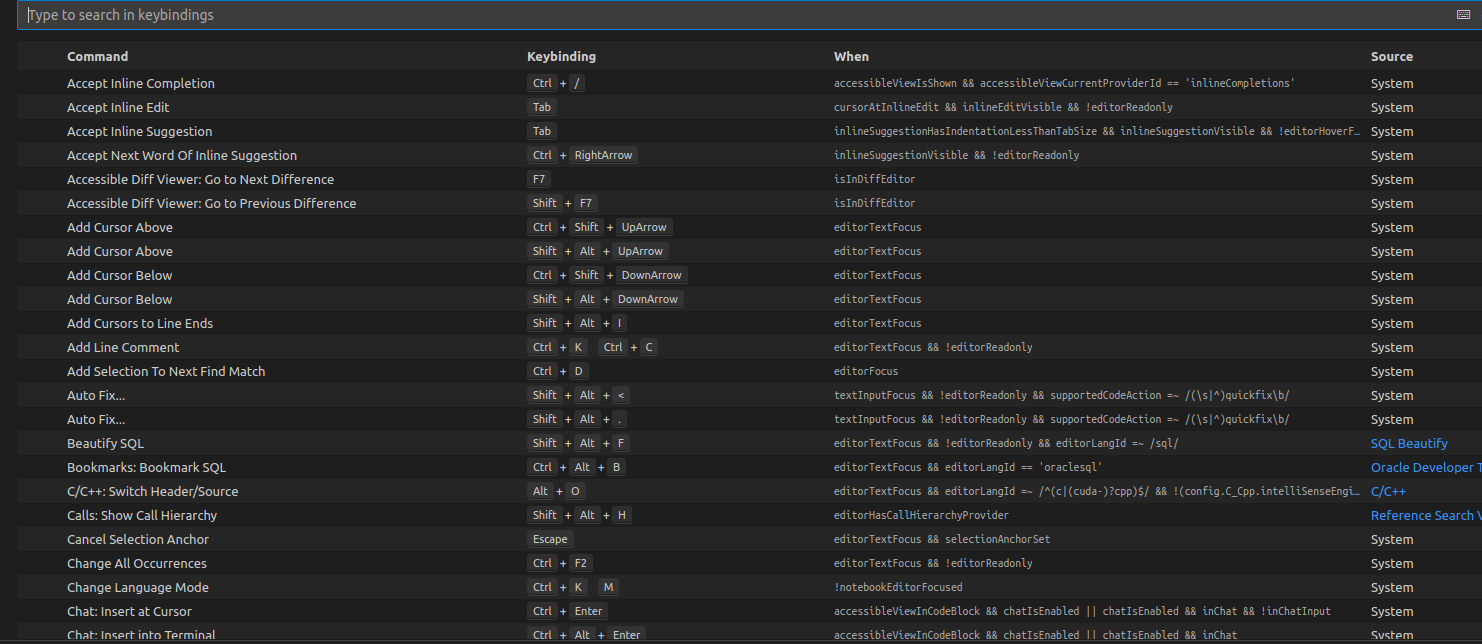 Type to search in keybindings
Command Keybinding When Source
Accept Inline Completion Ctrl + / accessibleViewIsShown && accessibleViewCurrentProviderId == 'inlineCompletions' System
Accept Inline Edit Tab cursorAtInlineEdit && inlineEditVisible && !editorReadonly System
Accept Inline Suggestion Tab inlineSuggestionHasIndentationLessThanTabSize && inlineSuggestionVisible && !editorHoverF… System
Accept Next Word Of Inline Suggestion Ctrl + RightArrow inlineSuggestionVisible && !editorReadonly System
Accessible Diff Viewer: Go to Next Difference F7 isInDiffEditor System
Accessible Diff Viewer: Go to Previous Difference Shift + F7 isInDiffEditor System
Add Cursor Above Ctrl + Shift + UpArrow editorTextFocus System
Add Cursor Above Shift + Alt + UpArrow editorTextFocus System
Add Cursor Below Ctrl + Shift + DownArrow editorTextFocus System
Add Cursor Below Shift + Alt + DownArrow editorTextFocus System
Add Cursors to Line Ends Shift + Alt + I editorTextFocus System
Add Line Comment Ctrl + K Ctrl + C editorTextFocus && !editorReadonly System
Add Selection To Next Find Match Ctrl + D editorFocus System
Auto Fix... Shift + Alt + < textInputFocus && !editorReadonly && supportedCodeAction =~ /(\s|^)quickfix\b/ System
Auto Fix... Shift + Alt + . textInputFocus && !editorReadonly && supportedCodeAction =~ /(\s|^)quickfix\b/ System
Beautify SQL Shift + Alt + F editorTextFocus && !editorReadonly && editorLangId =~ /sql/ SQL Beautify
Bookmarks: Bookmark SQL Ctrl + Alt + B editorTextFocus && editorLangId == 'oraclesql' Oracle Developer T
C/C++: Switch Header/Source Alt + O editorTextFocus && editorLangId =~ /^(c|(cuda-)?cpp)$/ && !(config.C_Cpp.intelliSenseEngi… C/C++
Calls: Show Call Hierarchy Shift + Alt + H editorHasCallHierarchyProvider Reference Search V
Cancel Selection Anchor Escape editorTextFocus && selectionAnchorSet System
Change All Occurrences Ctrl + F2 editorTextFocus && !editorReadonly System
Change Language Mode Ctrl + K M !notebookEditorFocused System
Chat: Insert at Cursor Ctrl + Enter accessibleViewInCodeBlock && chatIsEnabled || chatIsEnabled && inChat && !inChatInput System
Chat: Insert into Terminal Ctrl + Alt + Enter accessibleViewInCodeBlock && chatIsEnabled || chatIsEnabled && inChat System